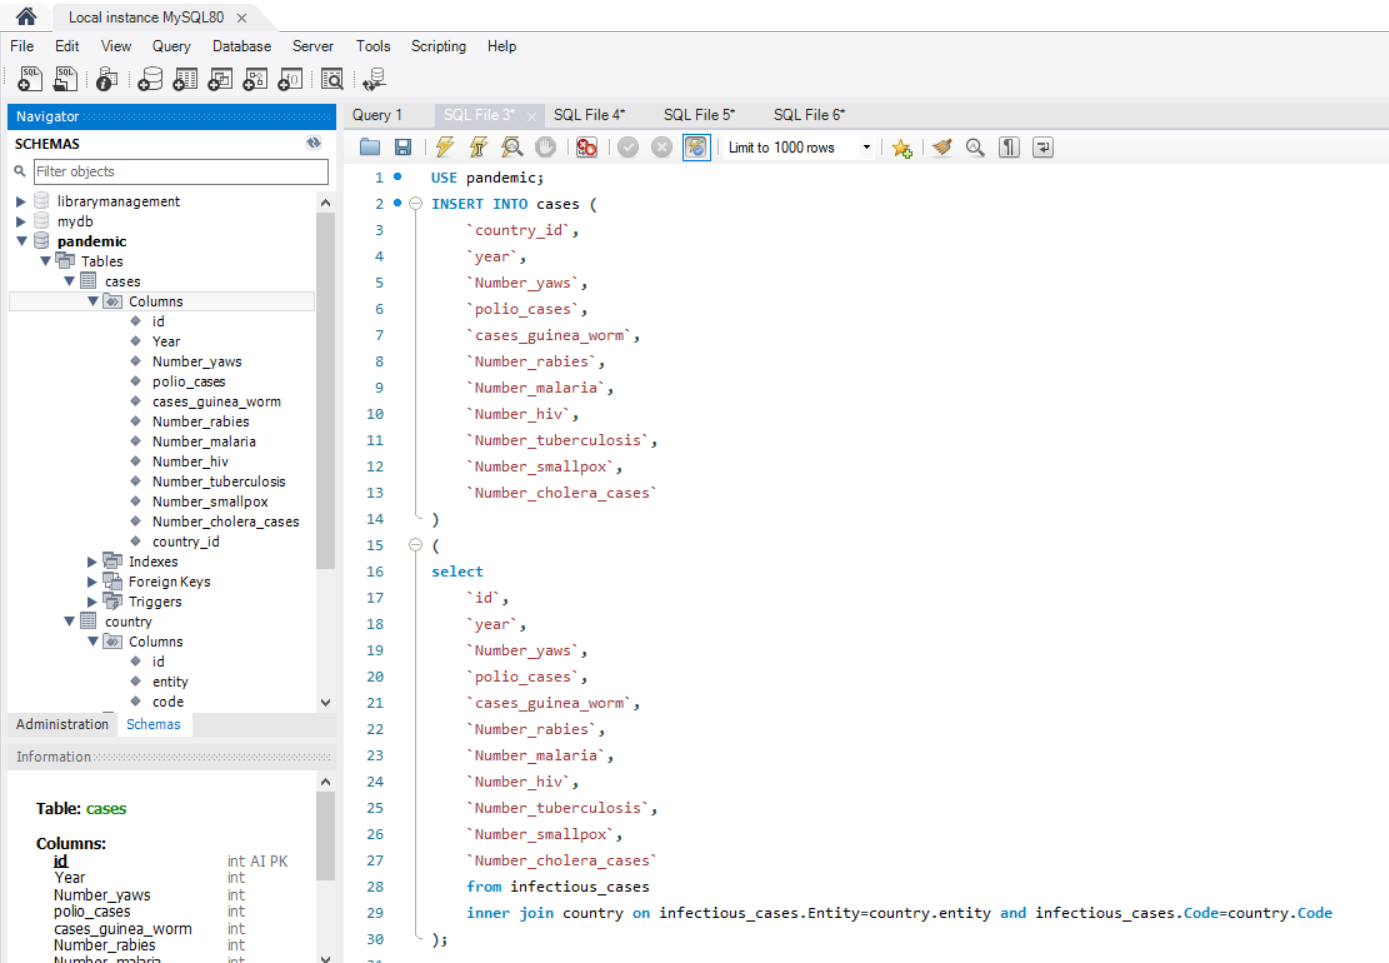 Local instance MySQL80
File Edit View Query Database Server Tools Scripting Help
Navigator
SCHEMAS
Filter objects
librarymanagement
mydb
pandemic
Tables
cases
Columns
id
Year
Number_yaws
polio_cases
cases_guinea_worm
Number_rabies
Number_malaria
Number_hiv
Number_tuberculosis
Number_smallpox
Number_cholera_cases
country_id
Indexes
Foreign Keys
Triggers
country
Columns
id
entity
code
Administration Schemas
Information
Table: cases
Columns:
id int AI PK
Year int
Number_yaws int
polio_cases int
cases_guinea_worm int
Number_rabies int
Number_malaria int
Query 1 SQL File 3* SQL File 4* SQL File 5* SQL File 6*
Limit to 1000 rows
1 USE pandemic;
2 INSERT INTO cases (
3 `country_id`,
4 `year`,
5 `Number_yaws`,
6 `polio_cases`,
7 `cases_guinea_worm`,
8 `Number_rabies`,
9 `Number_malaria`,
10 `Number_hiv`,
11 `Number_tuberculosis`,
12 `Number_smallpox`,
13 `Number_cholera_cases`
14 )
15 (
16 select
17 `id`,
18 `year`,
19 `Number_yaws`,
20 `polio_cases`,
21 `cases_guinea_worm`,
22 `Number_rabies`,
23 `Number_malaria`,
24 `Number_hiv`,
25 `Number_tuberculosis`,
26 `Number_smallpox`,
27 `Number_cholera_cases`
28 from infectious_cases
29 inner join country on infectious_cases.Entity=country.entity and infectious_cases.Code=country.Code
30 );